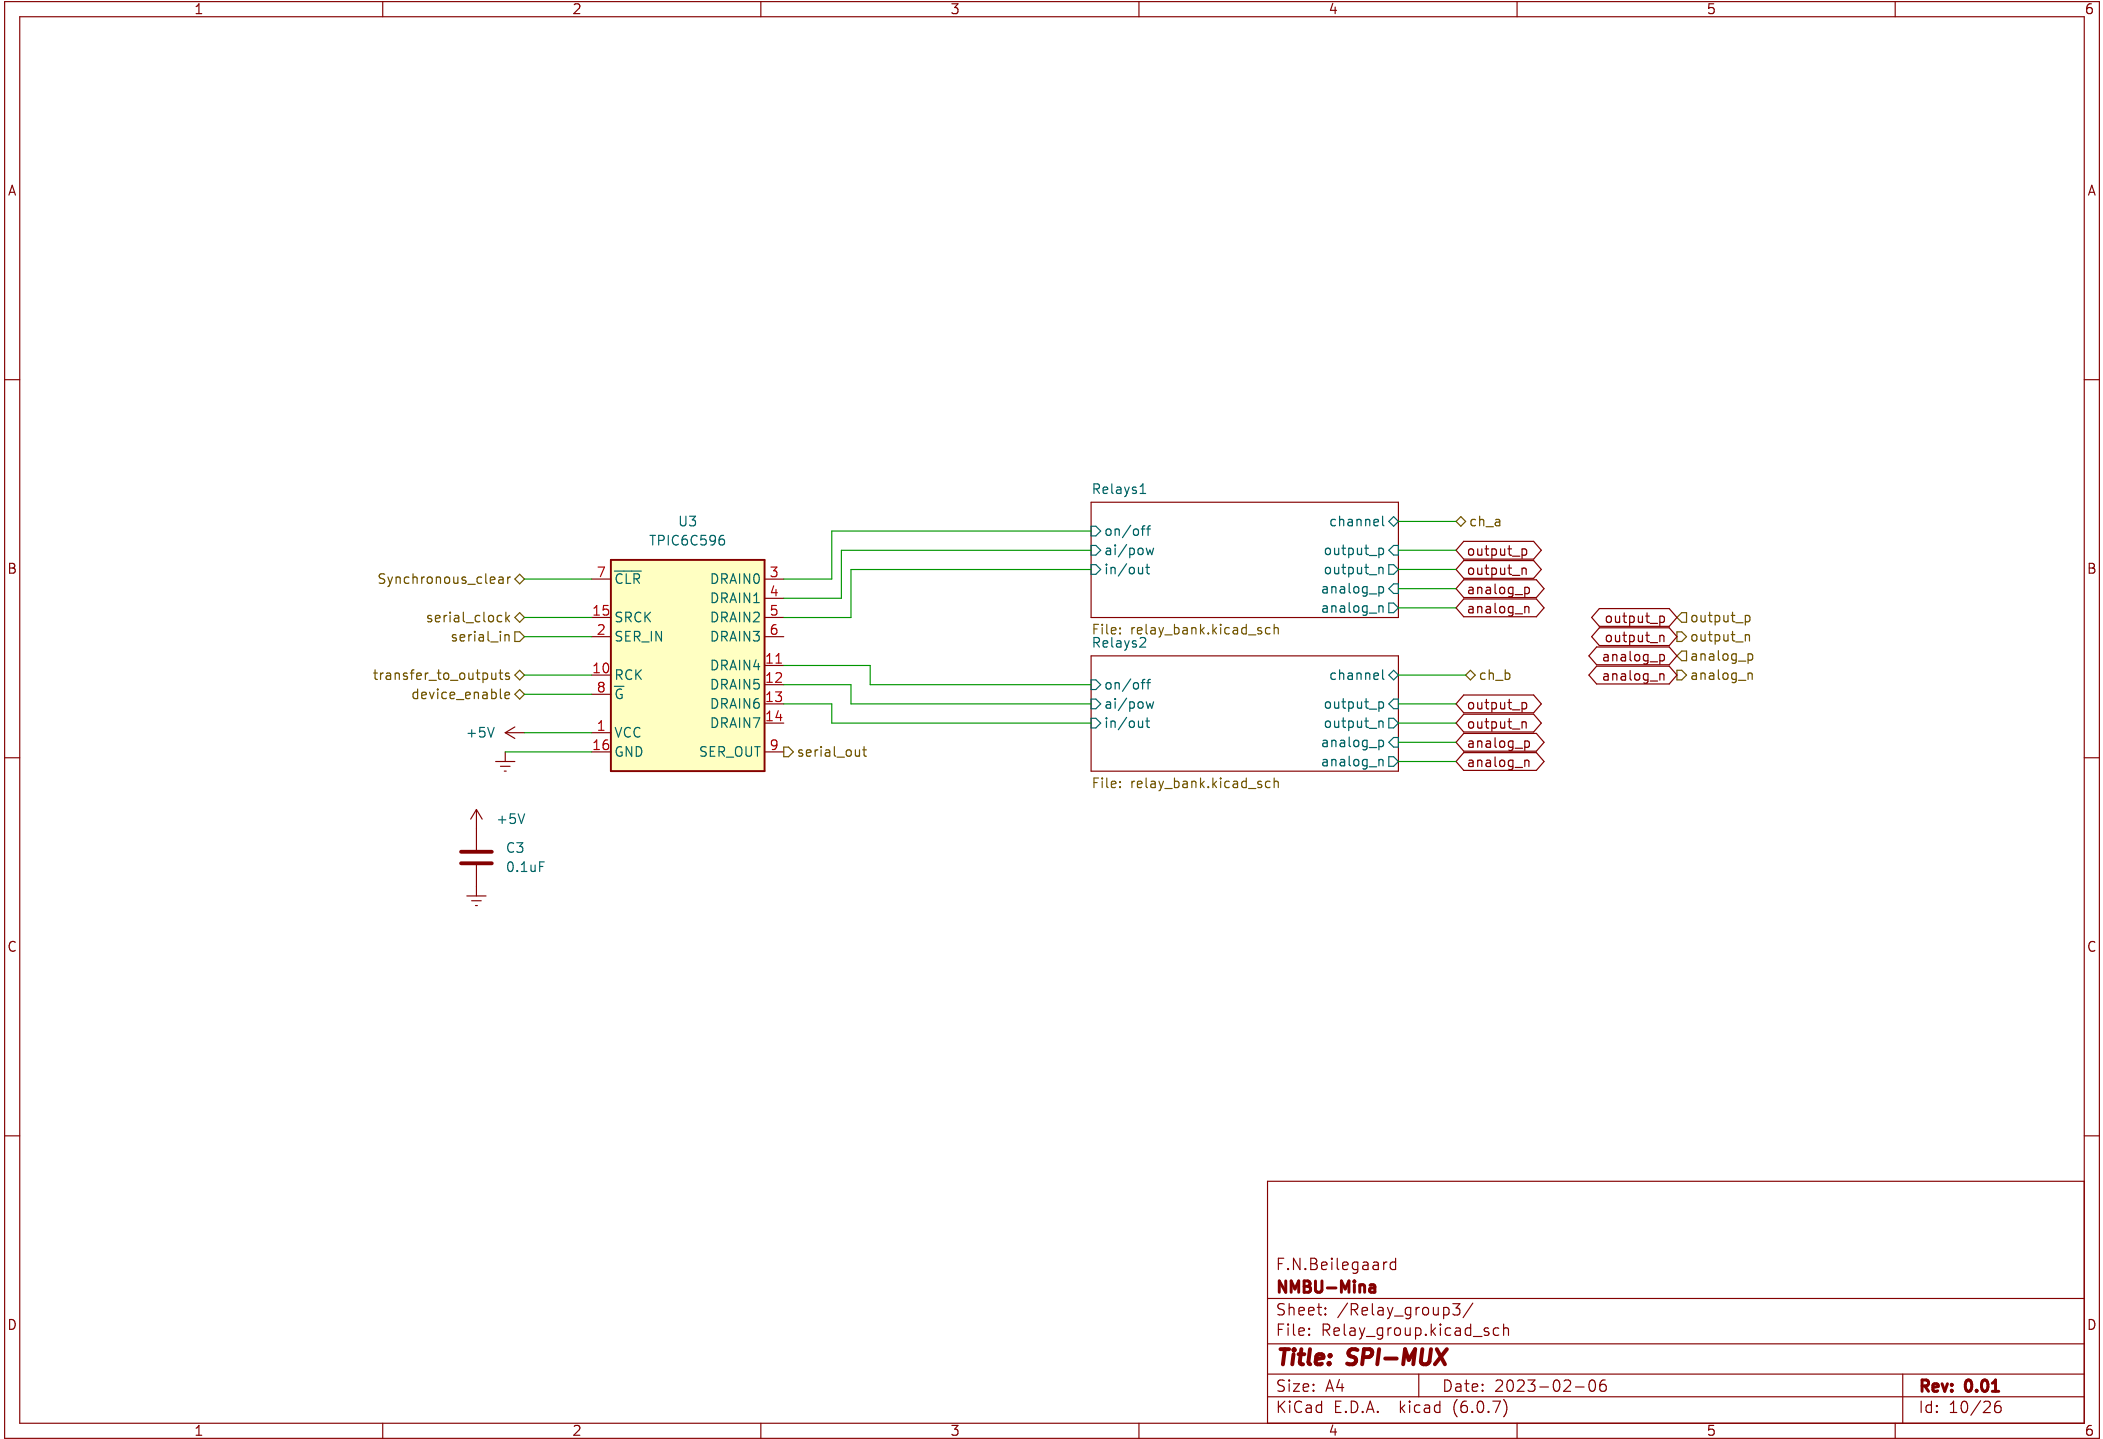 1 2 3 4 5 6
A A
B B
C C
D D
U3
TPIC6C596
Synchronous_clear
serial_clock
serial_in
transfer_to_outputs
device_enable
+5V
7 CLR
15 SRCK
2 SER_IN
10 RCK
8 G
1 VCC
16 GND
DRAIN0 3
DRAIN1 4
DRAIN2 5
DRAIN3 6
DRAIN4 11
DRAIN5 12
DRAIN6 13
DRAIN7 14
SER_OUT 9
serial_out
+5V
C3
0.1uF
Relays1
on/off
ai/pow
in/out
channel
output_p
output_n
analog_p
analog_n
ch_a
output_p
output_n
analog_p
analog_n
File: relay_bank.kicad_sch
Relays2
on/off
ai/pow
in/out
channel
output_p
output_n
analog_p
analog_n
ch_b
output_p
output_n
analog_p
analog_n
File: relay_bank.kicad_sch
output_p output_p
output_n output_n
analog_p analog_p
analog_n analog_n
F.N.Beilegaard
NMBU-Mina
Sheet: /Relay_group3/
File: Relay_group.kicad_sch
Title: SPI-MUX
Size: A4 Date: 2023-02-06 Rev: 0.01
KiCad E.D.A. kicad (6.0.7) Id: 10/26
1 2 3 4 5 6